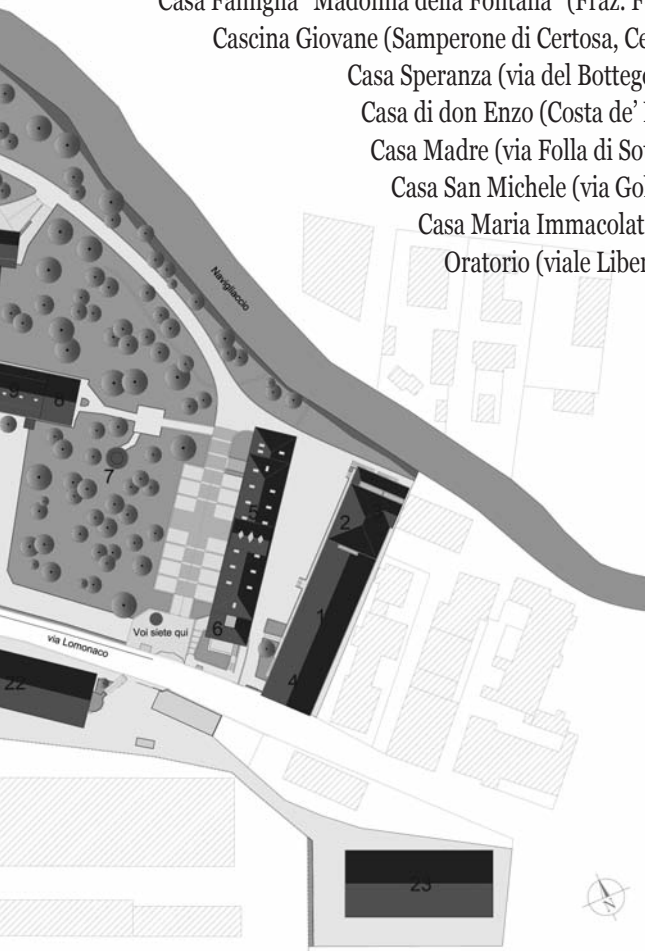 Casa Famiglia "Madonna della Fontana" (Fraz. F
Cascina Giovane (Samperone di Certosa, Ce
Casa Speranza (via del Bottego
Casa di don Enzo (Costa de'
Casa Madre (via Folla di So
Casa San Michele (via Gol
Casa Maria Immacolat
Oratorio (viale Liber
Navigliaccio
9 8
7
5
2
1
6
4
Voi siete qui
via Lomonaco
22
23
N